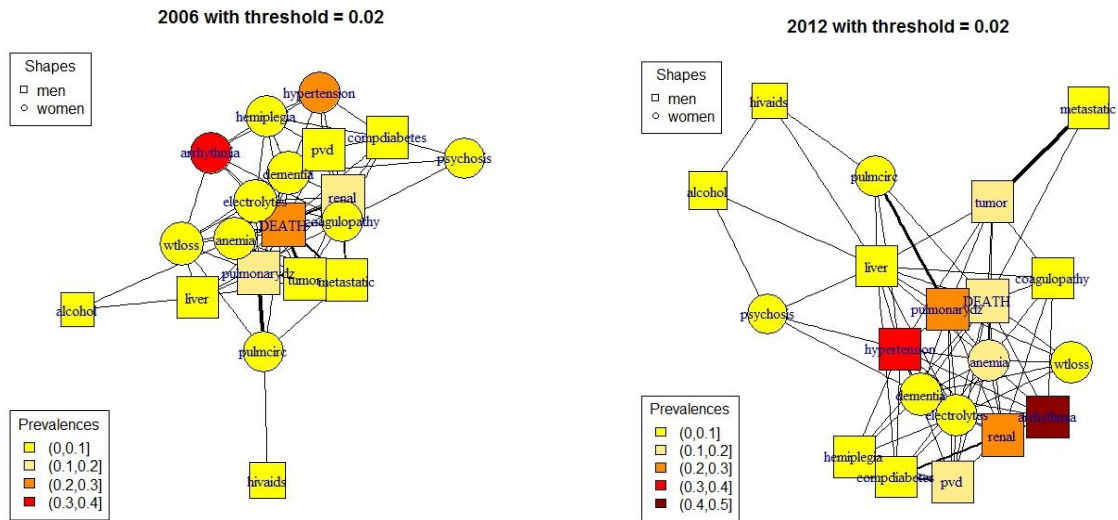 2006 with threshold = 0.02
Shapes
men
women
hypertension
hemiplegia
compdiabetes
pvd
arrhythmia
psychosis
dementia
renal
electrolytes
coagulopathy
DEATH
anemia
wtloss
pulmonarydz
tumor
metastatic
liver
alcohol
pulmcirc
hivaids
Prevalences
(0,0.1]
(0.1,0.2]
(0.2,0.3]
(0.3,0.4]
2012 with threshold = 0.02
Shapes
men
women
hivaids
metastatic
pulmcirc
alcohol
tumor
liver
coagulopathy
DEATH
pulmonarydz
psychosis
hypertension
anemia
wtloss
dementia
electrolytes
arrhythmia
renal
hemiplegia
compdiabetes
pvd
Prevalences
(0,0.1]
(0.1,0.2]
(0.2,0.3]
(0.3,0.4]
(0.4,0.5]